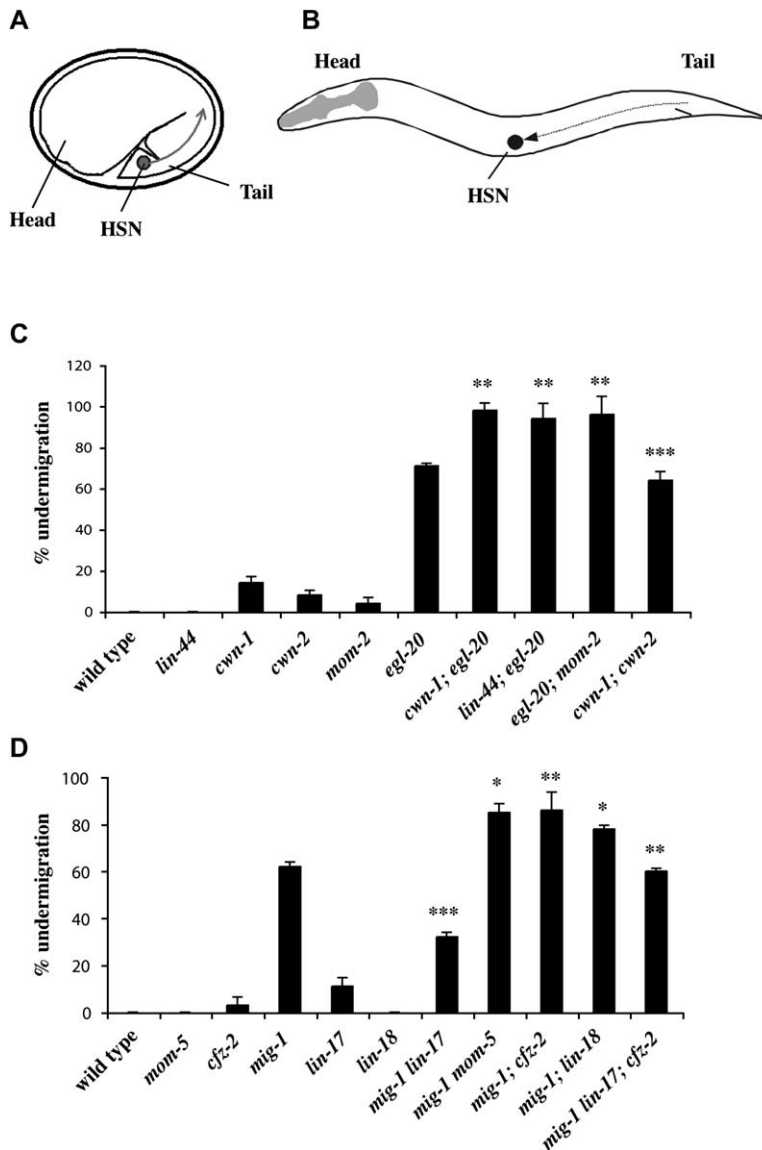 A
Head
HSN
Tail
B
Head
Tail
HSN
C
% undermigration
120
100
80
60
40
20
0
** ** ** ***
wild type
lin-44
cwn-1
cwn-2
mom-2
egl-20
cwn-1; egl-20
lin-44; egl-20
egl-20; mom-2
cwn-1; cwn-2
D
% undermigration
100
80
60
40
20
0
*** * ** * **
wild type
mom-5
cfz-2
mig-1
lin-17
lin-18
mig-1 lin-17
mig-1 mom-5
mig-1; cfz-2
mig-1; lin-18
mig-1 lin-17; cfz-2